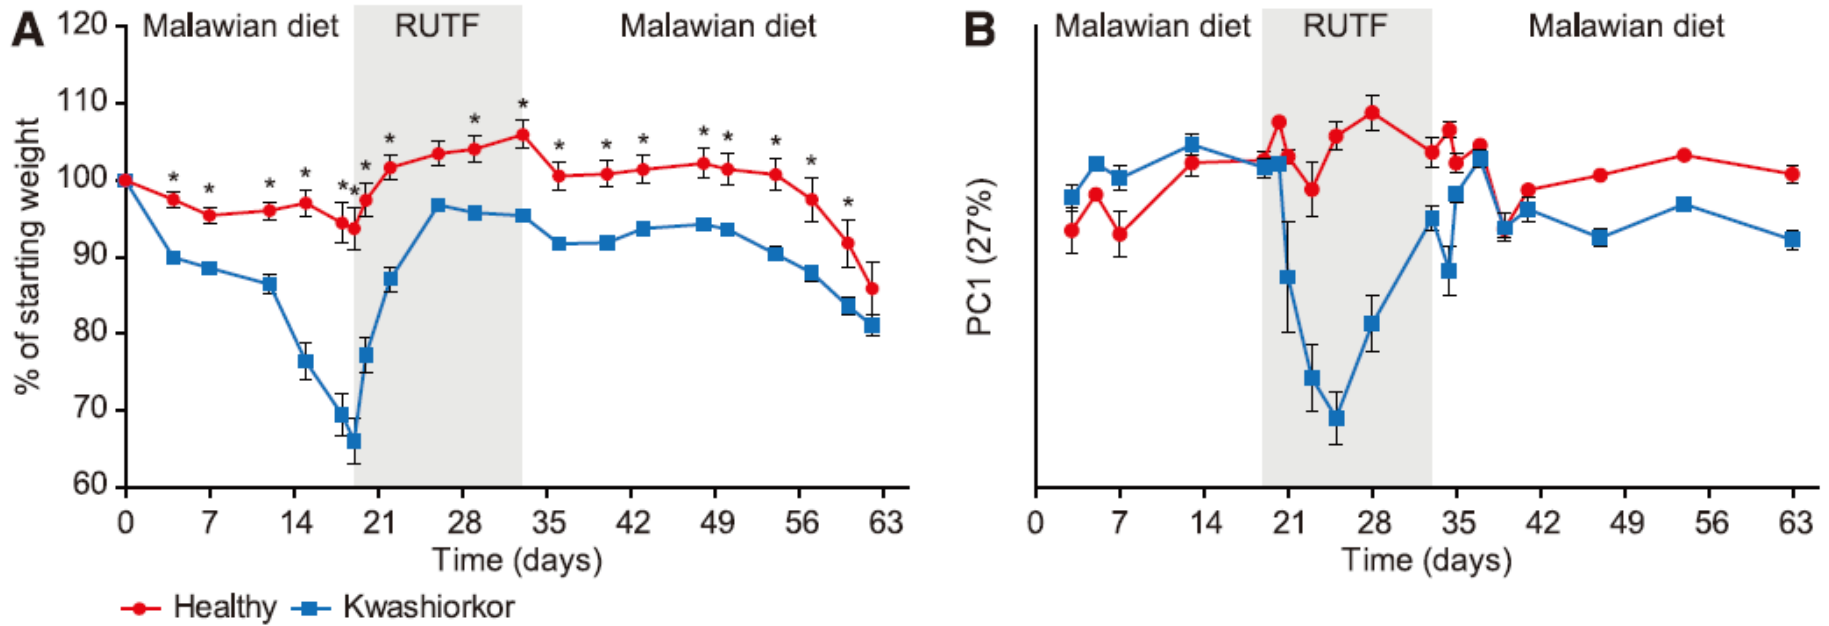 A
120
Malawian diet
RUTF
Malawian diet
110
100
90
80
70
60
% of starting weight
* * * * * * * * * * * * * * * * *
0 7 14 21 28 35 42 49 56 63
Time (days)
Healthy
Kwashiorkor
B
Malawian diet
RUTF
Malawian diet
PC1 (27%)
0 7 14 21 28 35 42 49 56 63
Time (days)